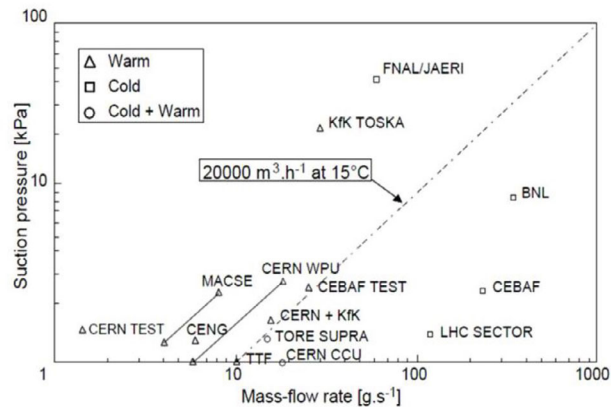 100
Warm
Cold
Cold + Warm
FNAL/JAERI
KfK TOSKA
20000 m³.h⁻¹ at 15°C
BNL
10
Suction pressure [kPa]
MACSE
CERN WPU
CEBAF TEST
CEBAF
CERN TEST
CENG
CERN + KfK
TORE SUPRA
LHC SECTOR
TTF
CERN CCU
1
1
10
100
1000
Mass-flow rate [g.s⁻¹]